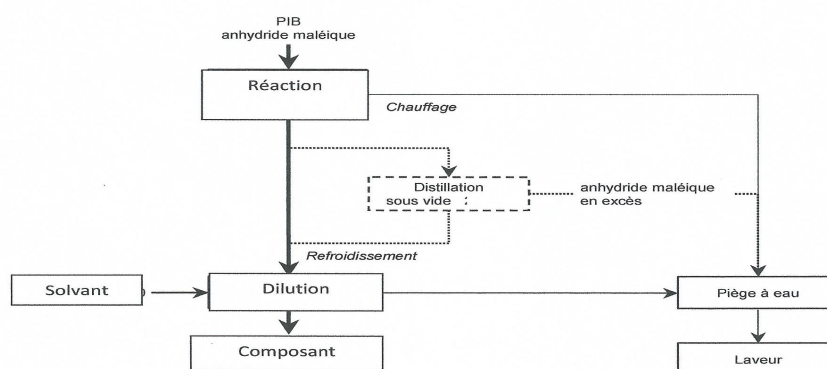 PIB
anhydride maléique
Réaction
Chauffage
Distillation
sous vide :
anhydride maléique
en excès
Refroidissement
Solvant
Dilution
Piège à eau
Composant
Laveur